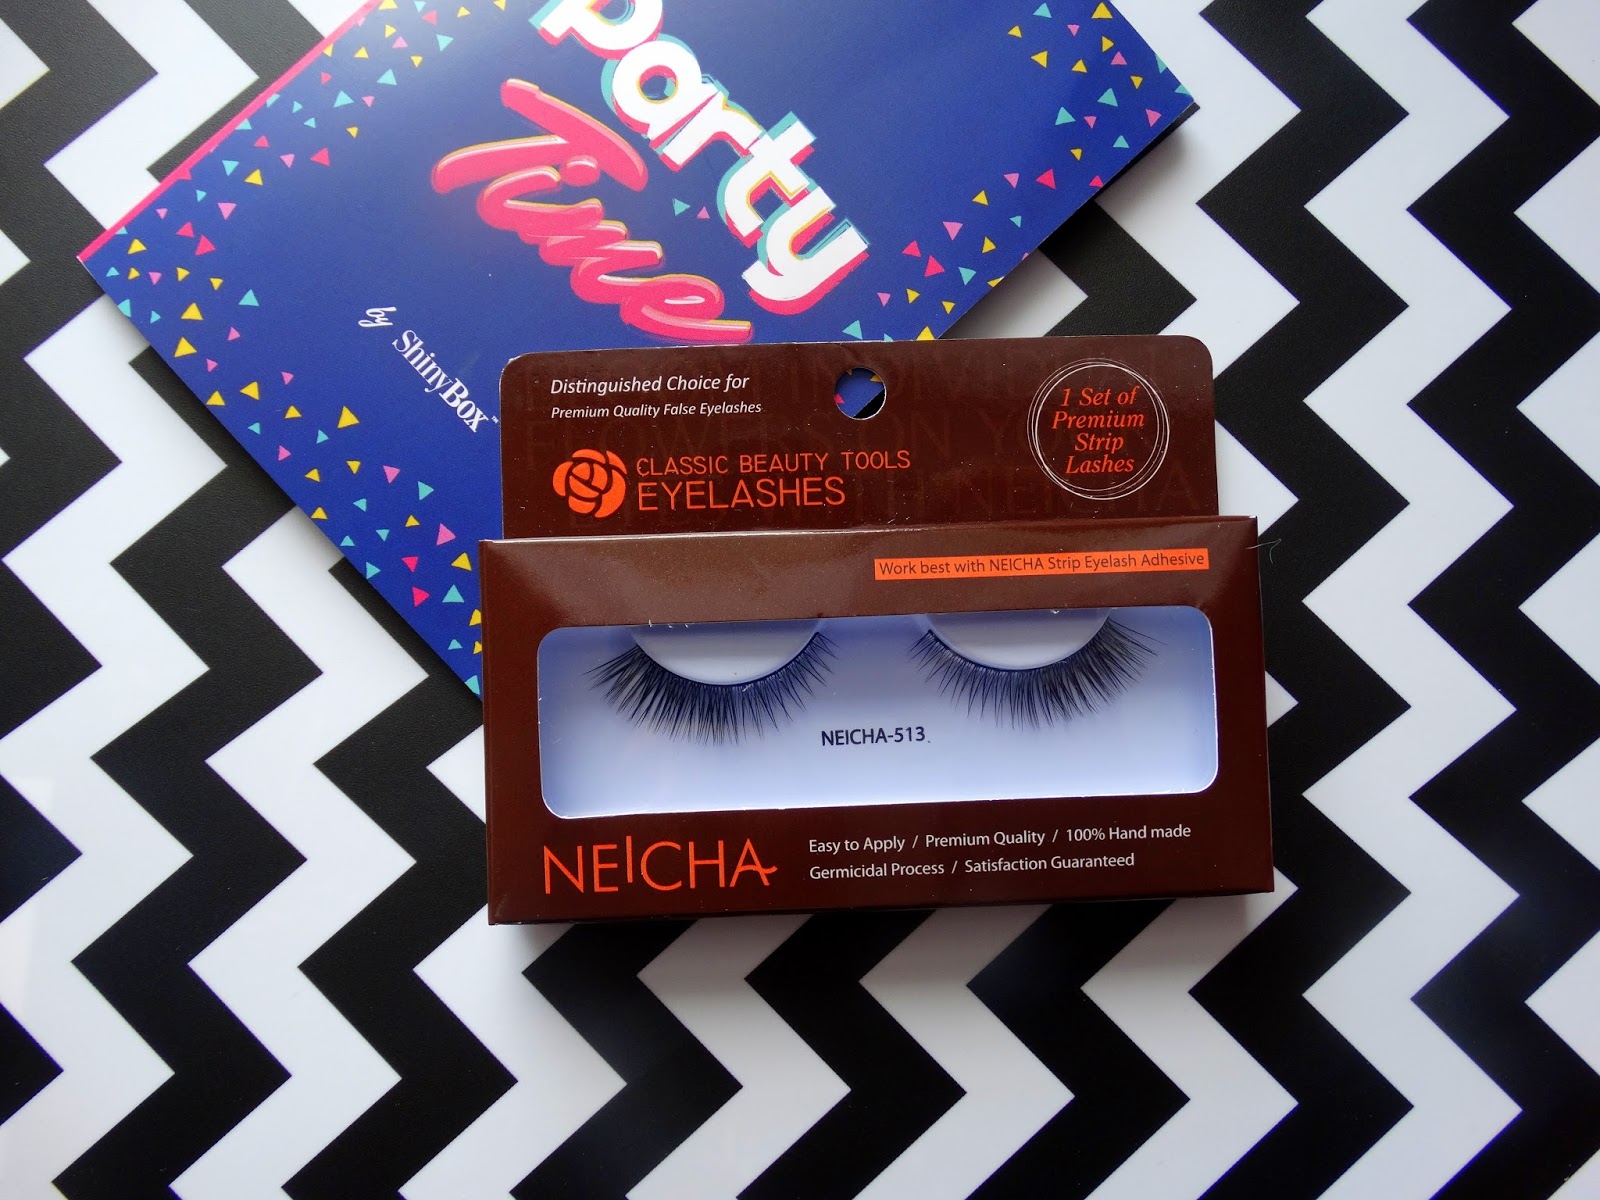 Party
Time
by ShinyBox™
Distinguished Choice for
Premium Quality False Eyelashes
CLASSIC BEAUTY TOOLS
EYELASHES
1 Set of
Premium
Strip
Lashes
Work best with NEICHA Strip Eyelash Adhesive
NEICHA-513
NEICHA
Easy to Apply / Premium Quality / 100% Hand made
Germicidal Process / Satisfaction Guaranteed